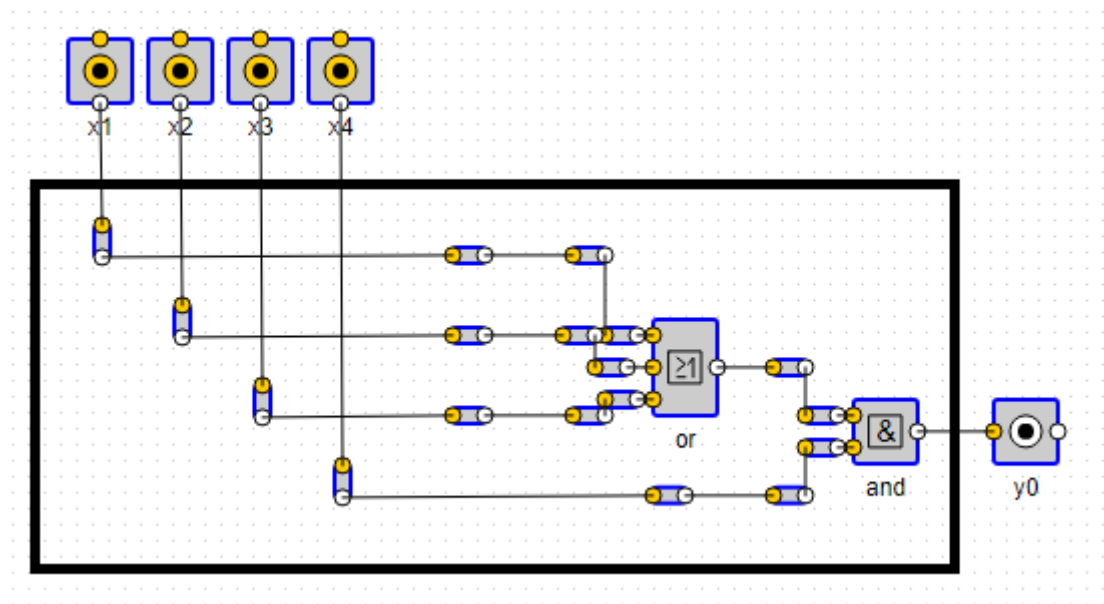 x1 x2 x3 x4
≥1
or
&
and
y0